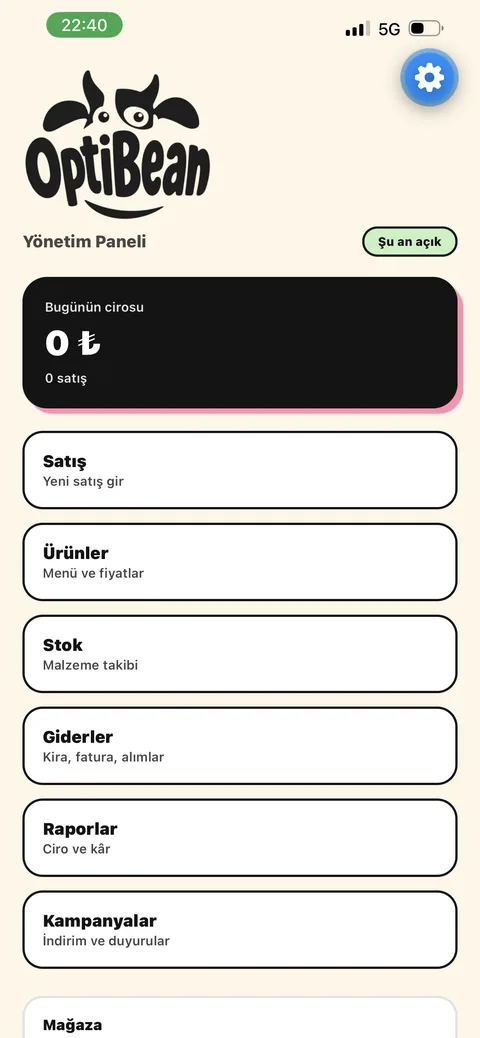 22:40
5G
OptiBean
Yönetim Paneli
Şu an açık
Bugünün cirosu
0 ₺
0 satış
Satış
Yeni satış gir
Ürünler
Menü ve fiyatlar
Stok
Malzeme takibi
Giderler
Kira, fatura, alımlar
Raporlar
Ciro ve kâr
Kampanyalar
İndirim ve duyurular
Mağaza